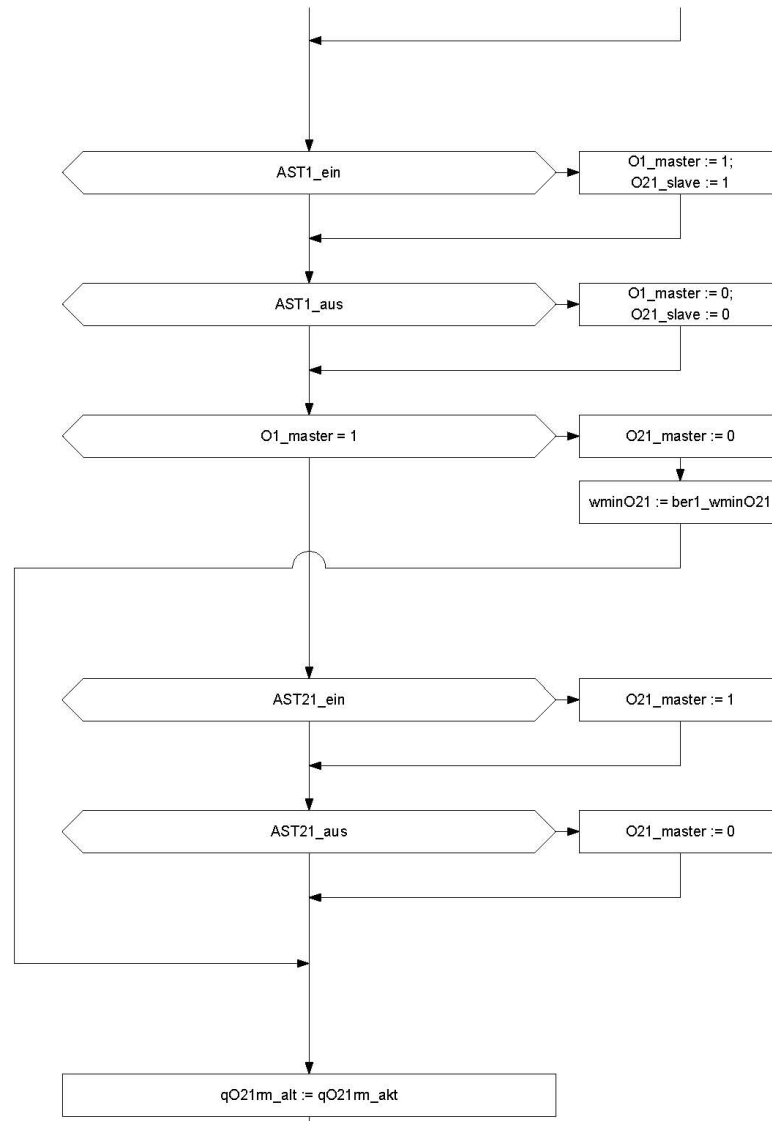 AST1_ein
O1_master := 1;
O21_slave := 1
AST1_aus
O1_master := 0;
O21_slave := 0
O1_master = 1
O21_master := 0
wminO21 := ber1_wminO21
AST21_ein
O21_master := 1
AST21_aus
O21_master := 0
qO21rm_alt := qO21rm_akt